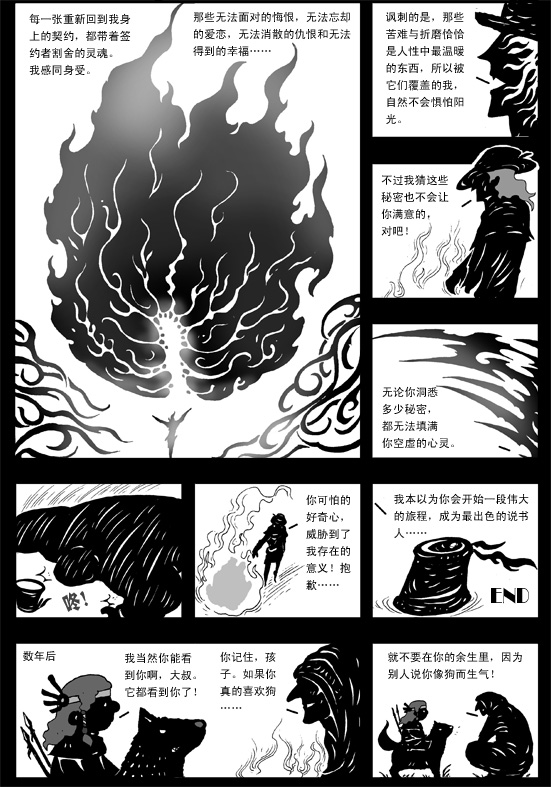 每一张重新回到我身
上的契约，都带着签
约者割舍的灵魂。
我感同身受。
那些无法面对的悔恨，无法忘却
的爱恋，无法消散的仇恨和无法
得到的幸福……
讽刺的是，那些
苦难与折磨恰恰
是人性中最温暖
的东西，所以被
它们覆盖的我，
自然不会惧怕阳
光。
不过我猜这些
秘密也不会让
你满意的，
对吧！
无论你洞悉
多少秘密，
都无法填满
你空虚的心灵。
咚！
你可怕的
好奇心，
威胁到了
我存在的
意义！抱
歉……
我本以为你会开始一段伟大
的旅程，成为最出色的说书
人……
END
数年后
我当然你能看
到你啊，大叔。
它都看到你了！
你记住，孩
子。如果你
真的喜欢狗
……
就不要在你的余生里，因为
别人说你像狗而生气！